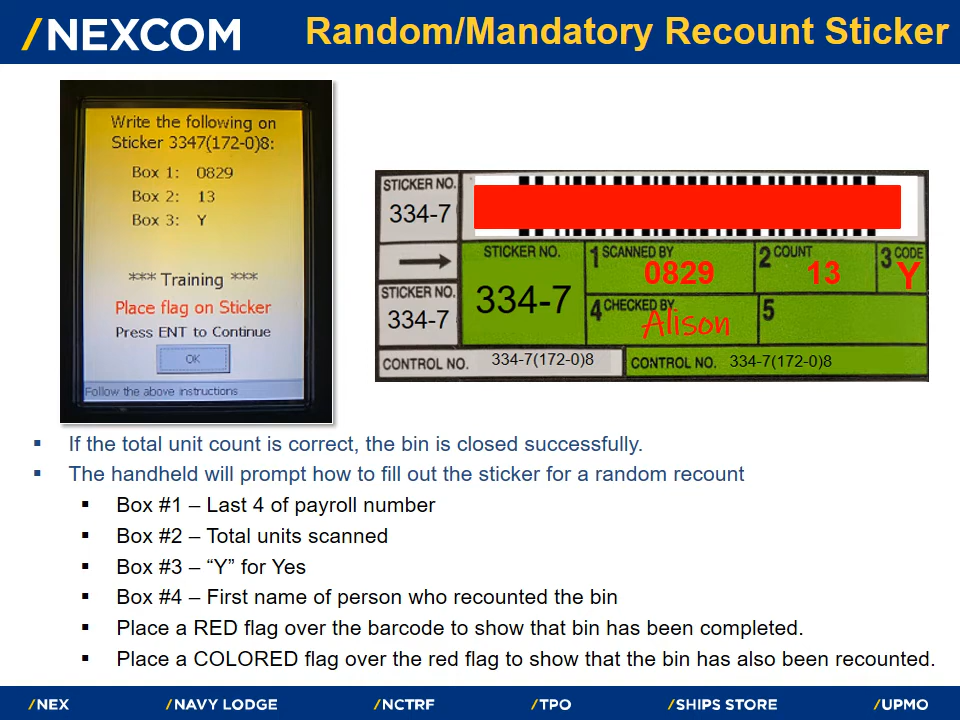 /NEXCOM
Random/Mandatory Recount Sticker
Write the following on
Sticker 3347(172-0)8:
Box 1: 0829
Box 2: 13
Box 3: Y
*** Training ***
Place flag on Sticker
Press ENT to Continue
OK
Follow the above instructions
STICKER NO.
334-7
STICKER NO.
334-7
STICKER NO.
334-7
1 SCANNED BY
0829
2 COUNT
13
3 CODE
Y
4 CHECKED BY
Alison
5
CONTROL NO. 334-7(172-0)8
CONTROL NO. 334-7(172-0)8
▪ If the total unit count is correct, the bin is closed successfully.
▪ The handheld will prompt how to fill out the sticker for a random recount
▪ Box #1 – Last 4 of payroll number
▪ Box #2 – Total units scanned
▪ Box #3 – “Y” for Yes
▪ Box #4 – First name of person who recounted the bin
▪ Place a RED flag over the barcode to show that bin has been completed.
▪ Place a COLORED flag over the red flag to show that the bin has also been recounted.
/NEX /NAVY LODGE /NCTRF /TPO /SHIPS STORE /UPMO